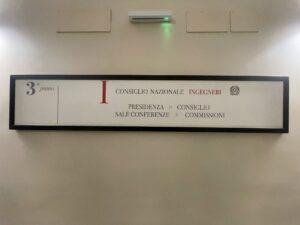 3° piano
I CONSIGLIO NAZIONALE INGEGNERI
PRESIDENZA □ CONSIGLIO
SALE CONFERENZE □ COMMISSIONI